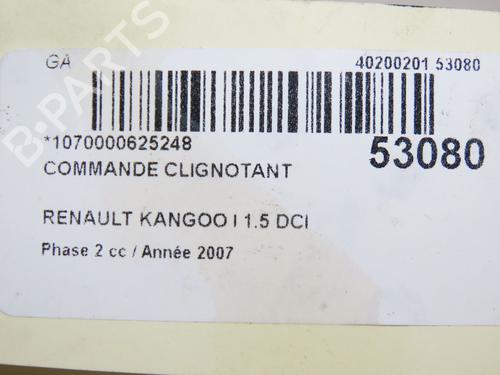 GA
40200201 53080
*1070000625248
53080
COMMANDE CLIGNOTANT
RENAULT KANGOO I 1.5 DCI
Phase 2 cc / Année 2007
B-PARTS